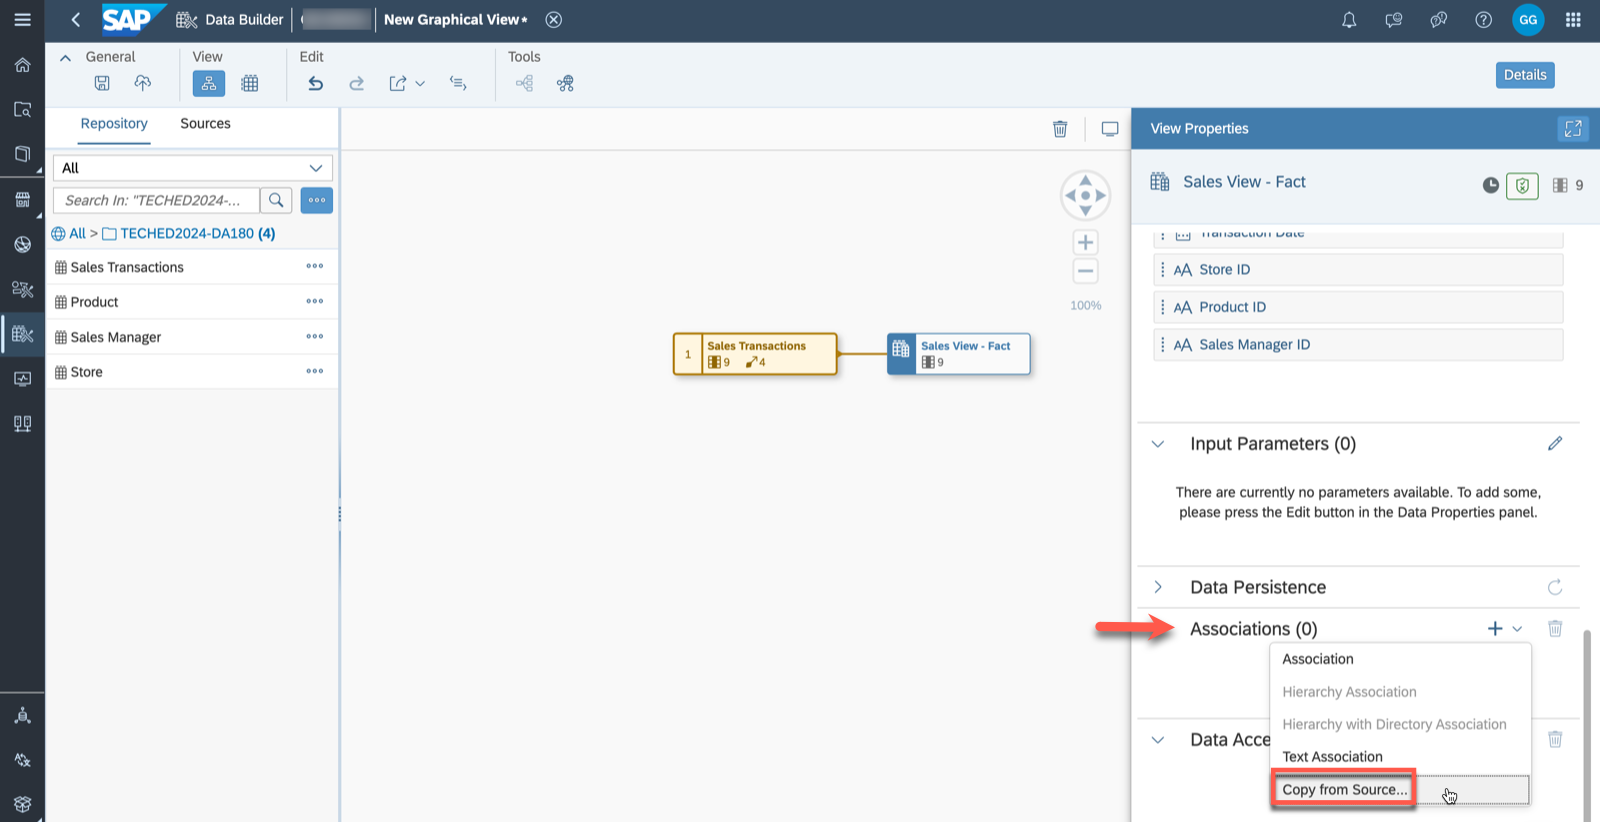 SAP
Data Builder
New Graphical View*
GG
General
View
Edit
Tools
Details
Repository
Sources
All
Search In: "TECHED2024-...
All > TECHED2024-DA180 (4)
Sales Transactions
Product
Sales Manager
Store
100%
1
Sales Transactions
9
4
Sales View - Fact
9
View Properties
Sales View - Fact
9
Transaction Date
Store ID
Product ID
Sales Manager ID
Input Parameters (0)
There are currently no parameters available. To add some,
please press the Edit button in the Data Properties panel.
Data Persistence
Associations (0)
Association
Hierarchy Association
Hierarchy with Directory Association
Data Acce
Text Association
Copy from Source...